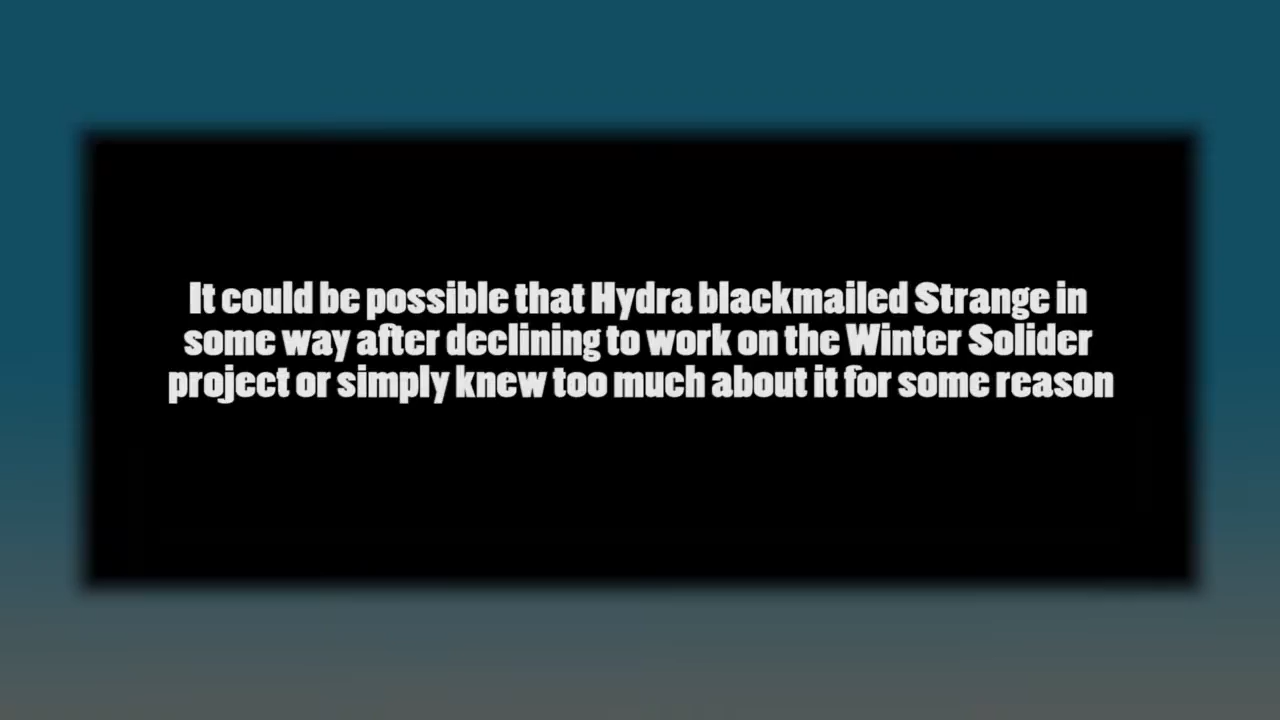 It could be possible that Hydra blackmailed Strange in
some way after declining to work on the Winter Solider
project or simply knew too much about it for some reason